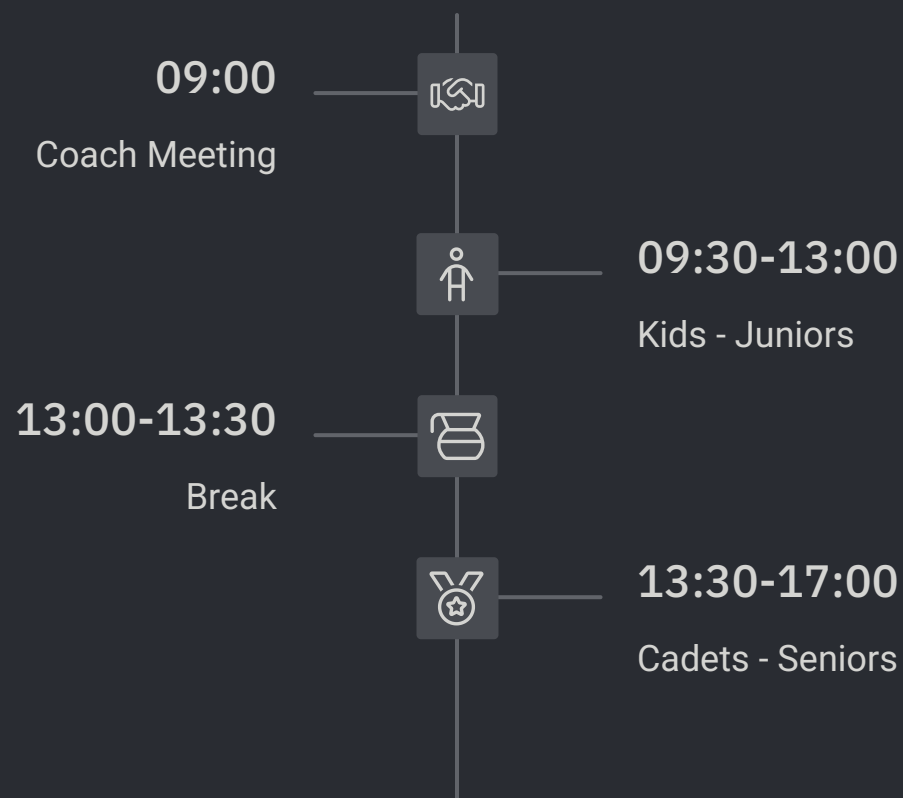 09:00
Coach Meeting
09:30-13:00
Kids - Juniors
13:00-13:30
Break
13:30-17:00
Cadets - Seniors